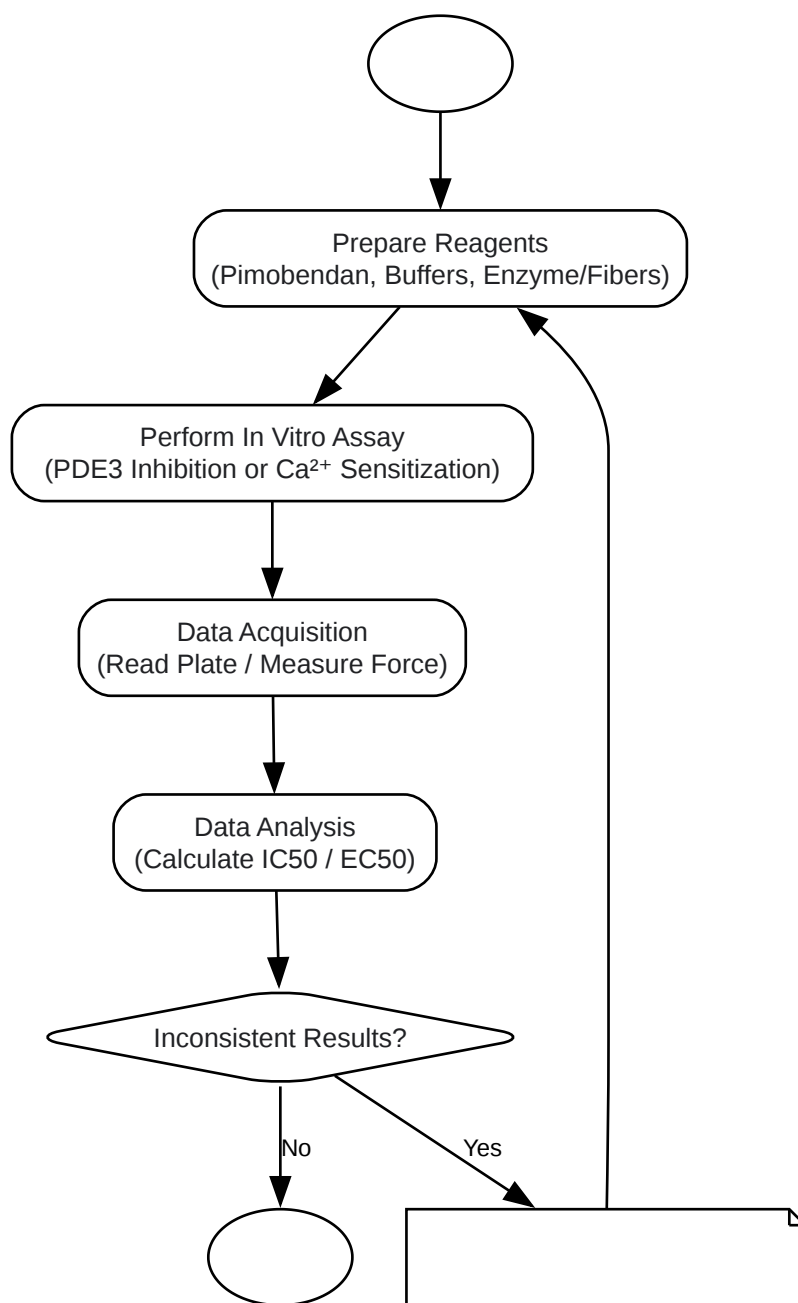 Prepare Reagents
(Pimobendan, Buffers, Enzyme/Fibers)
Perform In Vitro Assay
(PDE3 Inhibition or Ca²⁺ Sensitization)
Data Acquisition
(Read Plate / Measure Force)
Data Analysis
(Calculate IC50 / EC50)
Inconsistent Results?
No
Yes